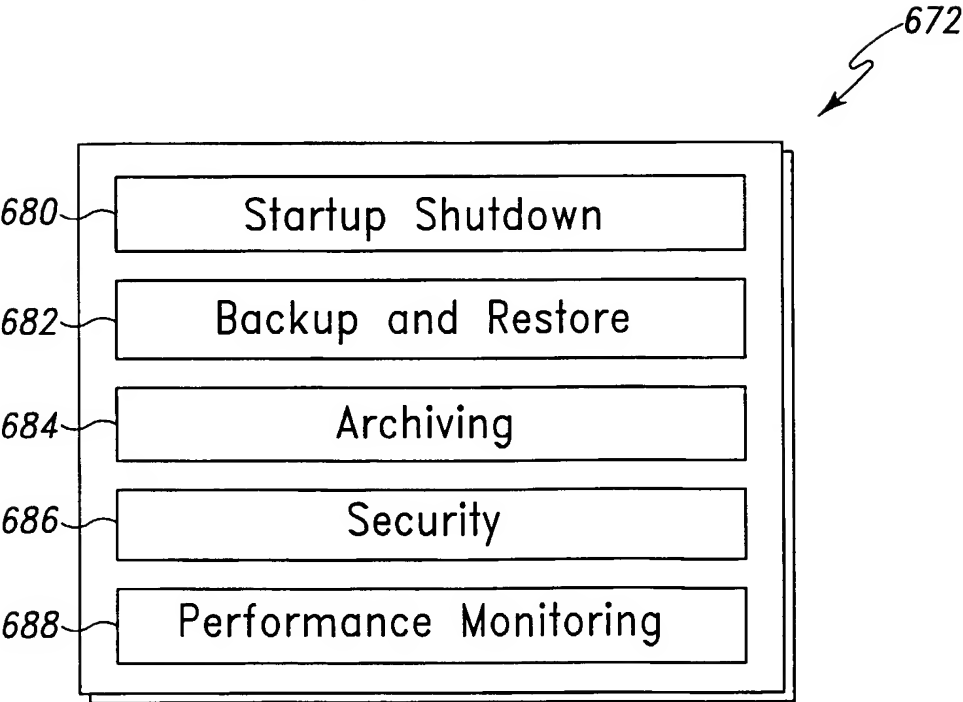 672
680 Startup Shutdown
682 Backup and Restore
684 Archiving
686 Security
688 Performance Monitoring